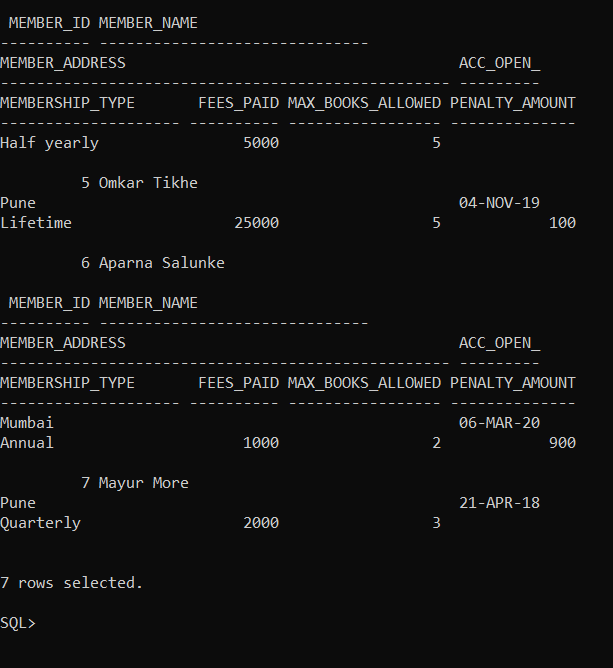 MEMBER_ID MEMBER_NAME
---------- ------------------------------
MEMBER_ADDRESS                                     ACC_OPEN_
-------------------------------------------------- ---------
MEMBERSHIP_TYPE       FEES_PAID MAX_BOOKS_ALLOWED PENALTY_AMOUNT
-------------------- ---------- ----------------- --------------
Half yearly                5000                 5

         5 Omkar Tikhe
Pune                                               04-NOV-19
Lifetime                  25000                 5            100

         6 Aparna Salunke

 MEMBER_ID MEMBER_NAME
---------- ------------------------------
MEMBER_ADDRESS                                     ACC_OPEN_
-------------------------------------------------- ---------
MEMBERSHIP_TYPE       FEES_PAID MAX_BOOKS_ALLOWED PENALTY_AMOUNT
-------------------- ---------- ----------------- --------------
Mumbai                                             06-MAR-20
Annual                     1000                 2            900

         7 Mayur More
Pune                                               21-APR-18
Quarterly                  2000                 3


7 rows selected.

SQL>